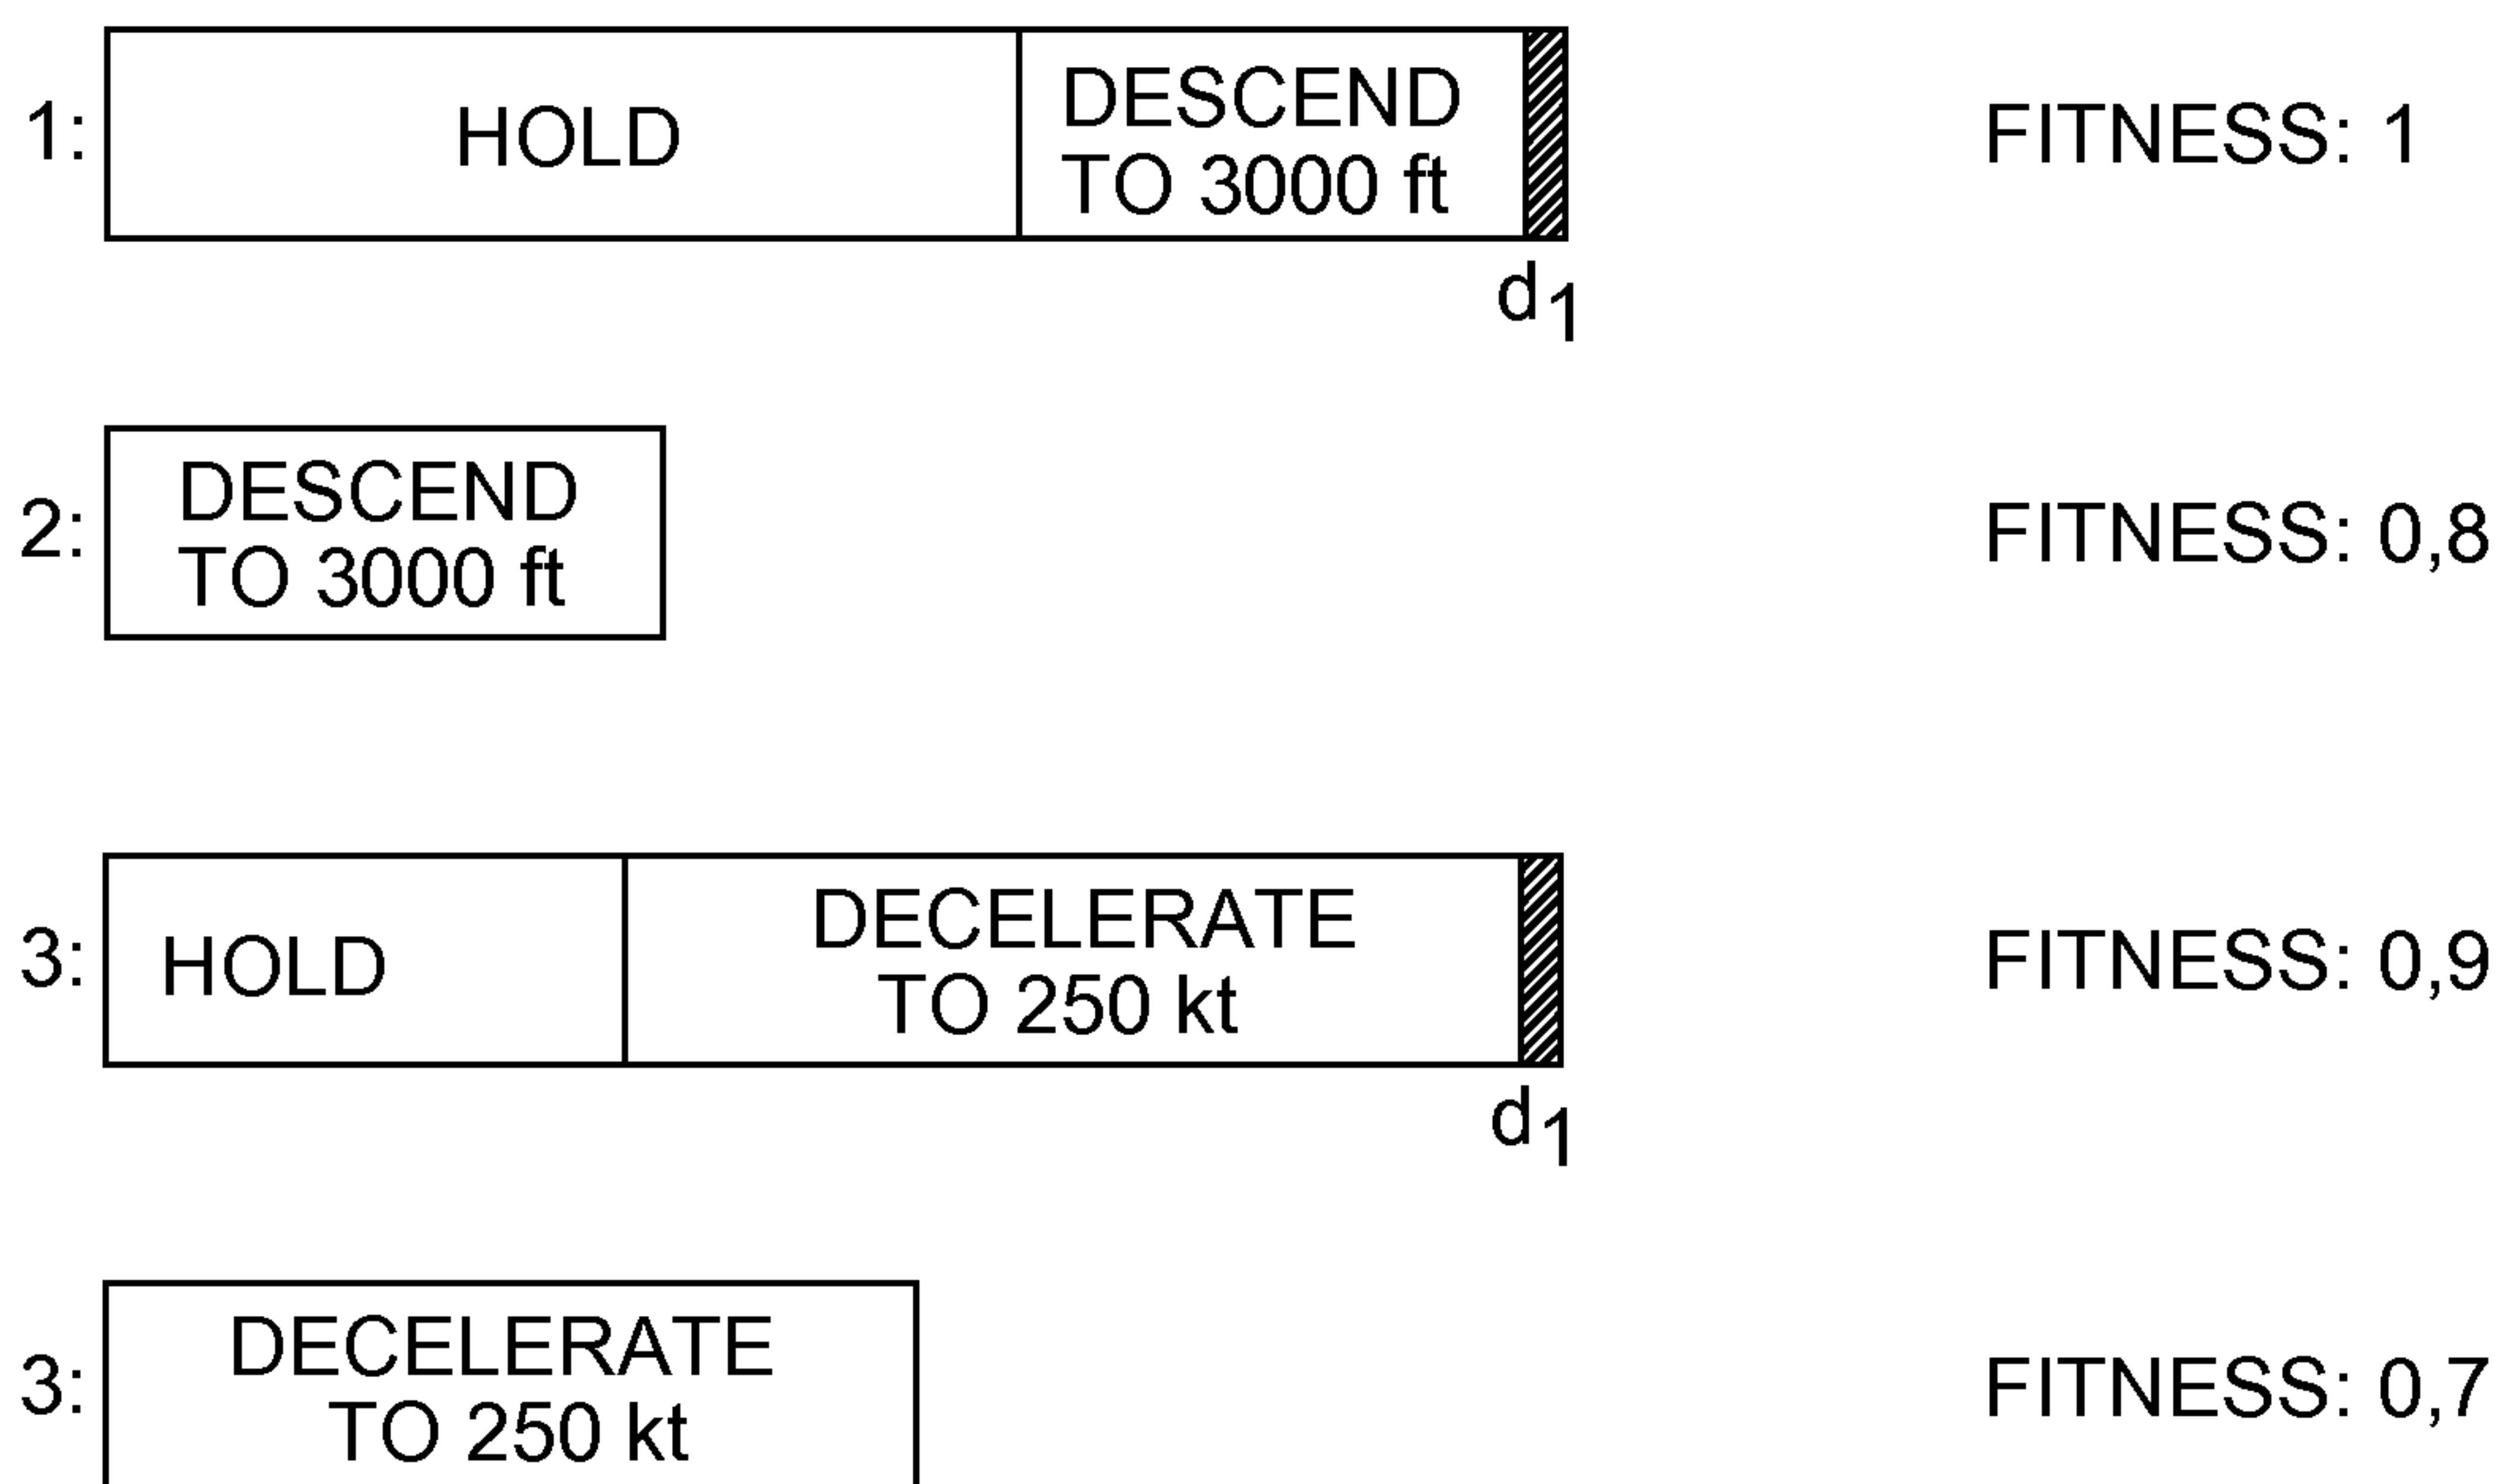 1:
HOLD
DESCEND
TO 3000 ft
d1
FITNESS: 1
2:
DESCEND
TO 3000 ft
FITNESS: 0,8
3:
HOLD
DECELERATE
TO 250 kt
d1
FITNESS: 0,9
3:
DECELERATE
TO 250 kt
FITNESS: 0,7